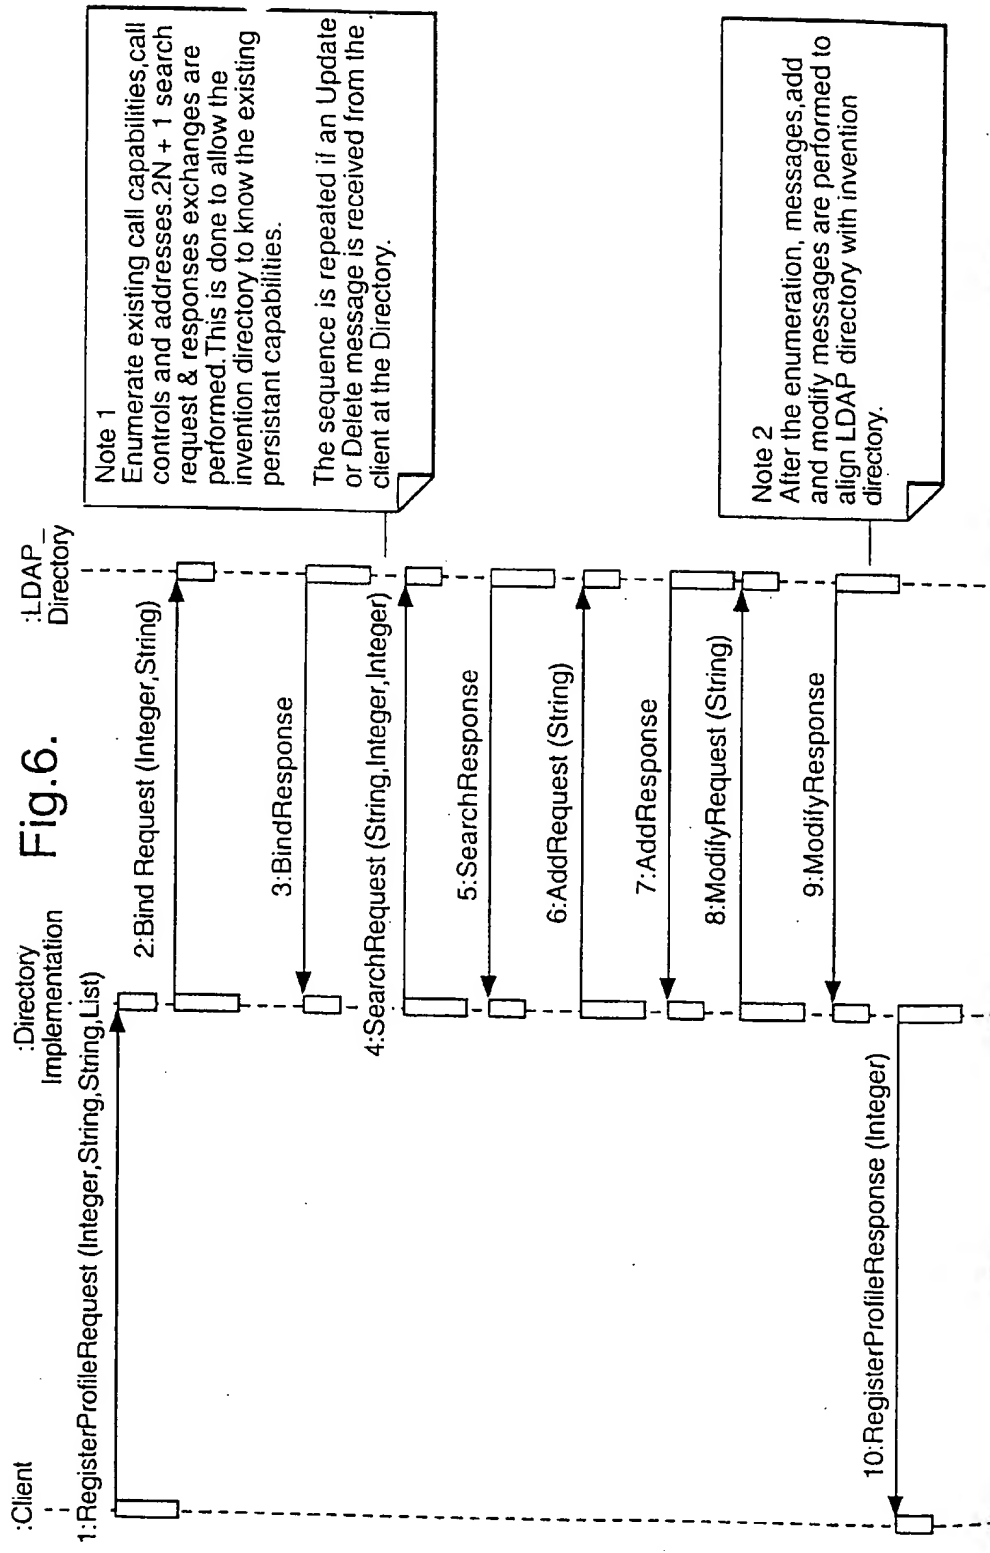 Fig.6.
:Client
:Directory
Implementation
:LDAP_
Directory
1:RegisterProfileRequest (Integer,String,String,List)
2:Bind Request (Integer,String)
3:BindResponse
4:SearchRequest (String,Integer,Integer)
5:SearchResponse
6:AddRequest (String)
7:AddResponse
8:ModifyRequest (String)
9:ModifyResponse
10:RegisterProfileResponse (Integer)
Note 1
Enumerate existing call capabilities,call
controls and addresses.2N + 1 search
request & responses exchanges are
performed.This is done to allow the
invention directory to know the existing
persistant capabilities.
The sequence is repeated if an Update
or Delete message is received from the
client at the Directory.
Note 2
After the enumeration, messages,add
and modify messages are performed to
align LDAP directory with invention
directory.